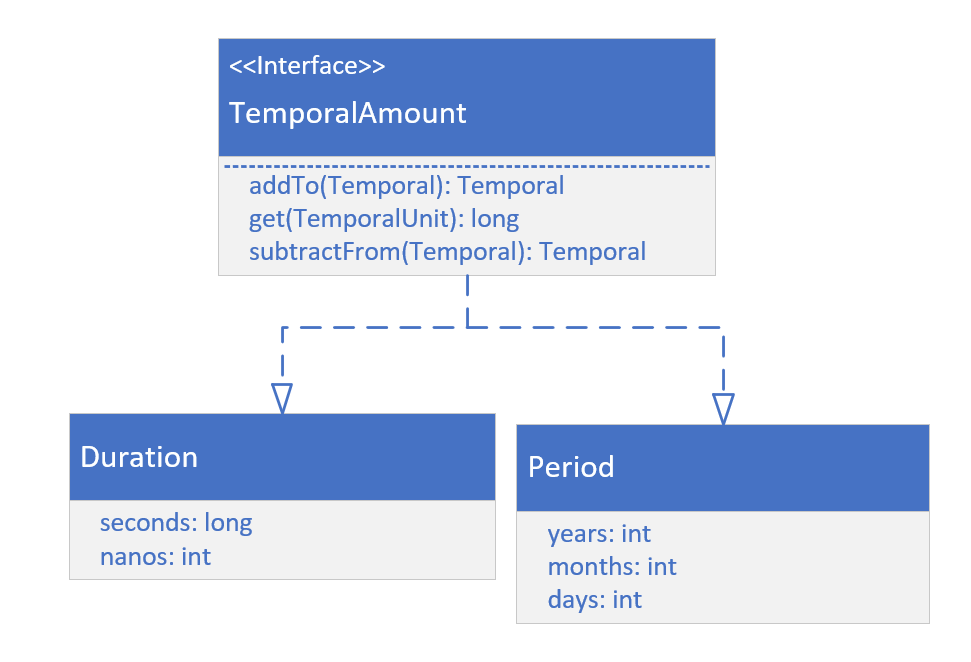 <<Interface>>
TemporalAmount
addTo(Temporal): Temporal
get(TemporalUnit): long
subtractFrom(Temporal): Temporal
Duration
seconds: long
nanos: int
Period
years: int
months: int
days: int